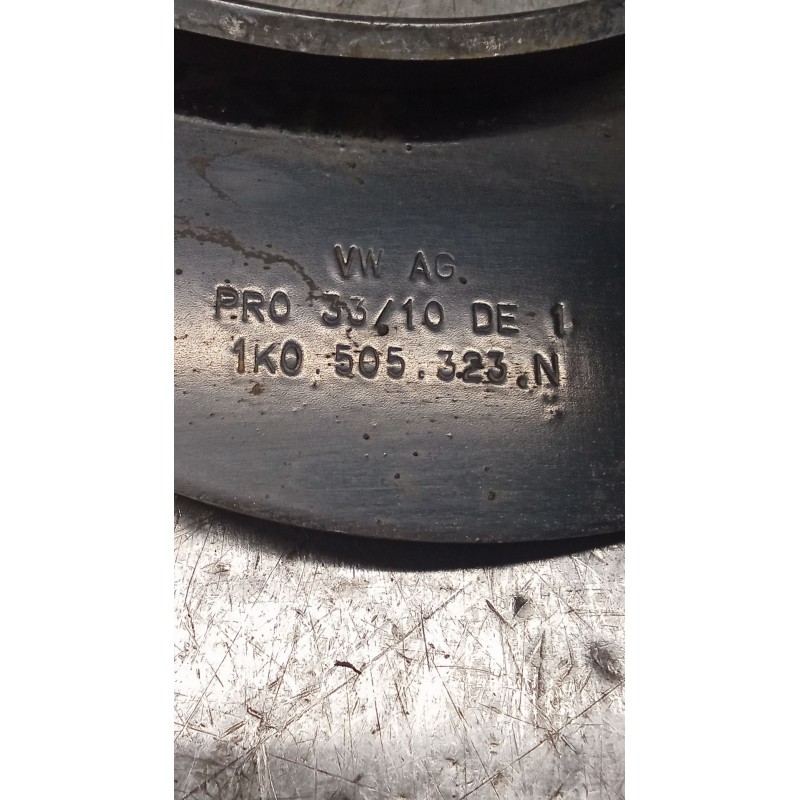 VW AG.
PRO 33/10 DE 1
1K0.505.323.N